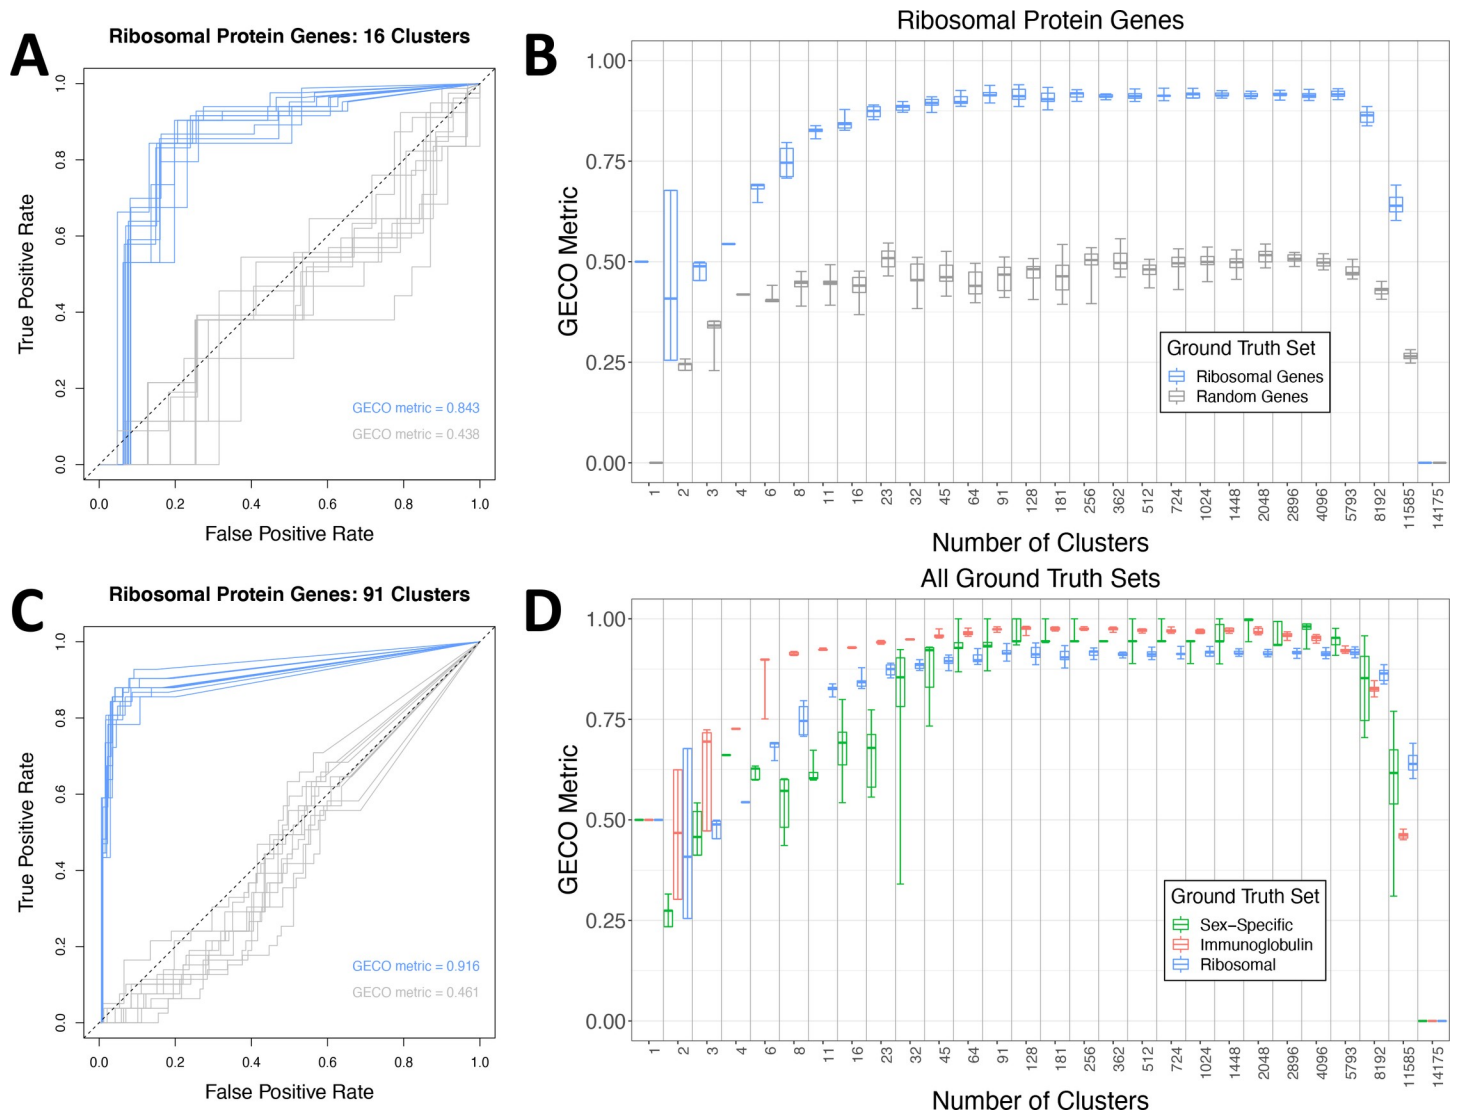 A
Ribosomal Protein Genes: 16 Clusters
True Positive Rate
0.0 0.2 0.4 0.6 0.8 1.0
GECO metric = 0.843
GECO metric = 0.438
0.0 0.2 0.4 0.6 0.8 1.0
False Positive Rate
B
Ribosomal Protein Genes
GECO Metric
1.00
0.75
0.50
0.25
0.00
Ground Truth Set
Ribosomal Genes
Random Genes
1 2 3 4 6 8 11 16 23 32 45 64 91 128 181 256 362 512 724 1024 1448 2048 2896 4096 5793 8192 11585 14175
Number of Clusters
C
Ribosomal Protein Genes: 91 Clusters
True Positive Rate
0.0 0.2 0.4 0.6 0.8 1.0
GECO metric = 0.916
GECO metric = 0.461
0.0 0.2 0.4 0.6 0.8 1.0
False Positive Rate
D
All Ground Truth Sets
GECO Metric
1.00
0.75
0.50
0.25
0.00
Ground Truth Set
Sex−Specific
Immunoglobulin
Ribosomal
1 2 3 4 6 8 11 16 23 32 45 64 91 128 181 256 362 512 724 1024 1448 2048 2896 4096 5793 8192 11585 14175
Number of Clusters